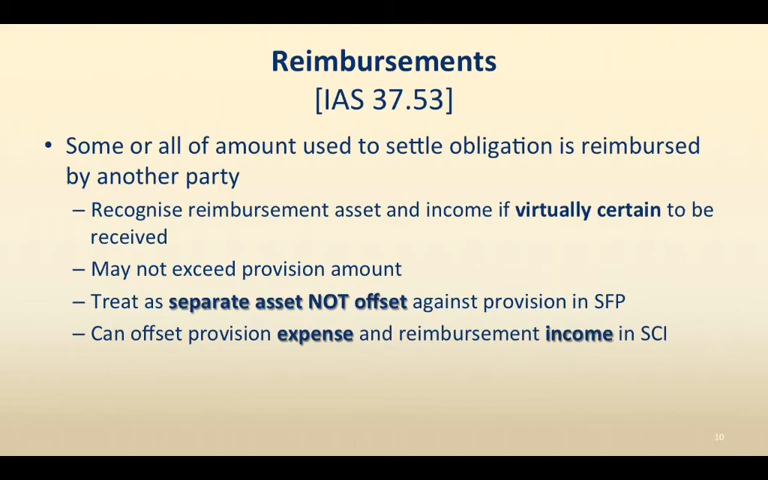 Reimbursements
[IAS 37.53]
• Some or all of amount used to settle obligation is reimbursed
by another party
– Recognise reimbursement asset and income if virtually certain to be
received
– May not exceed provision amount
– Treat as separate asset NOT offset against provision in SFP
– Can offset provision expense and reimbursement income in SCI
10